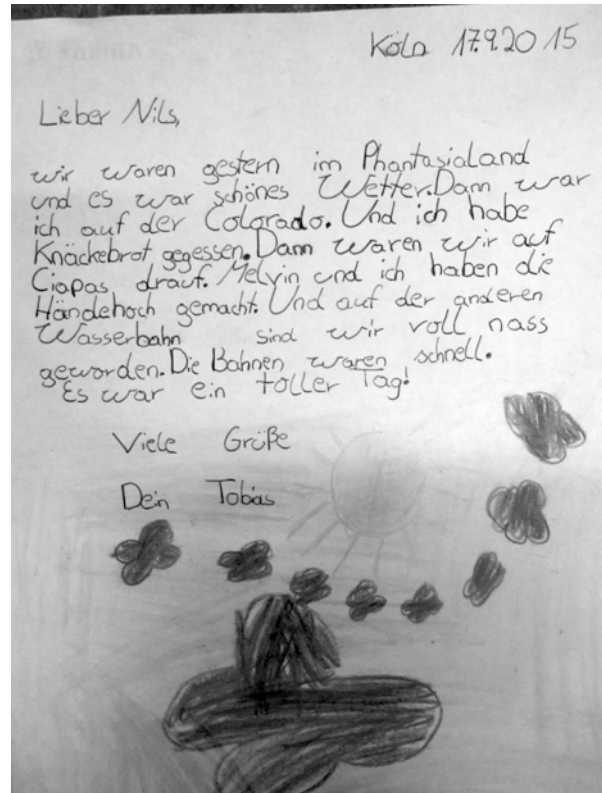 Köln 17.9.2015
Lieber Nils,
wir waren gestern im Phantasialand
und es war schönes Wetter. Dann war
ich auf der Colorado. Und ich habe
Knäckebrot gegessen. Dann waren wir auf
Ciapas drauf. Melvin und ich haben die
Händehoch gemacht. Und auf der anderen
Wasserbahn sind wir voll nass
geworden. Die Bahnen waren schnell.
Es war ein toller Tag!
Viele Grüße
Dein Tobias